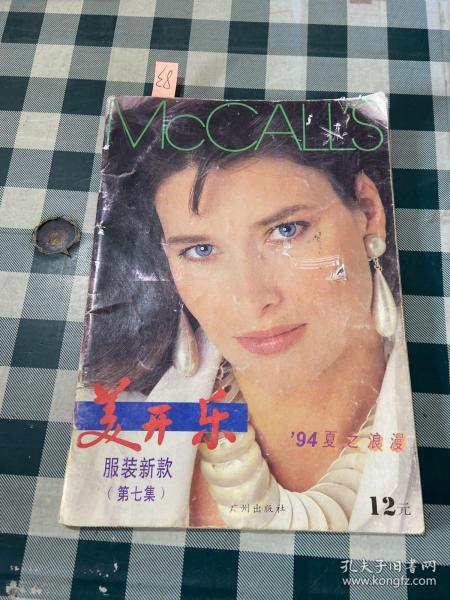 83
McCALL'S
美开乐
服装新款
(第七集)
'94夏之浪漫
广州出版社
12元
孔夫子旧书网
www.kongfz.com